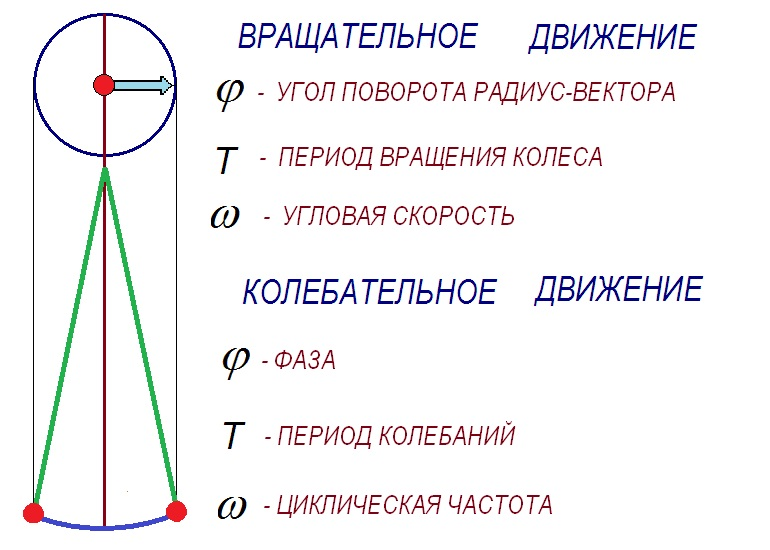 ВРАЩАТЕЛЬНОЕ ДВИЖЕНИЕ
φ - УГОЛ ПОВОРОТА РАДИУС-ВЕКТОРА
T - ПЕРИОД ВРАЩЕНИЯ КОЛЕСА
ω - УГЛОВАЯ СКОРОСТЬ
КОЛЕБАТЕЛЬНОЕ ДВИЖЕНИЕ
φ - ФАЗА
T - ПЕРИОД КОЛЕБАНИЙ
ω - ЦИКЛИЧЕСКАЯ ЧАСТОТА